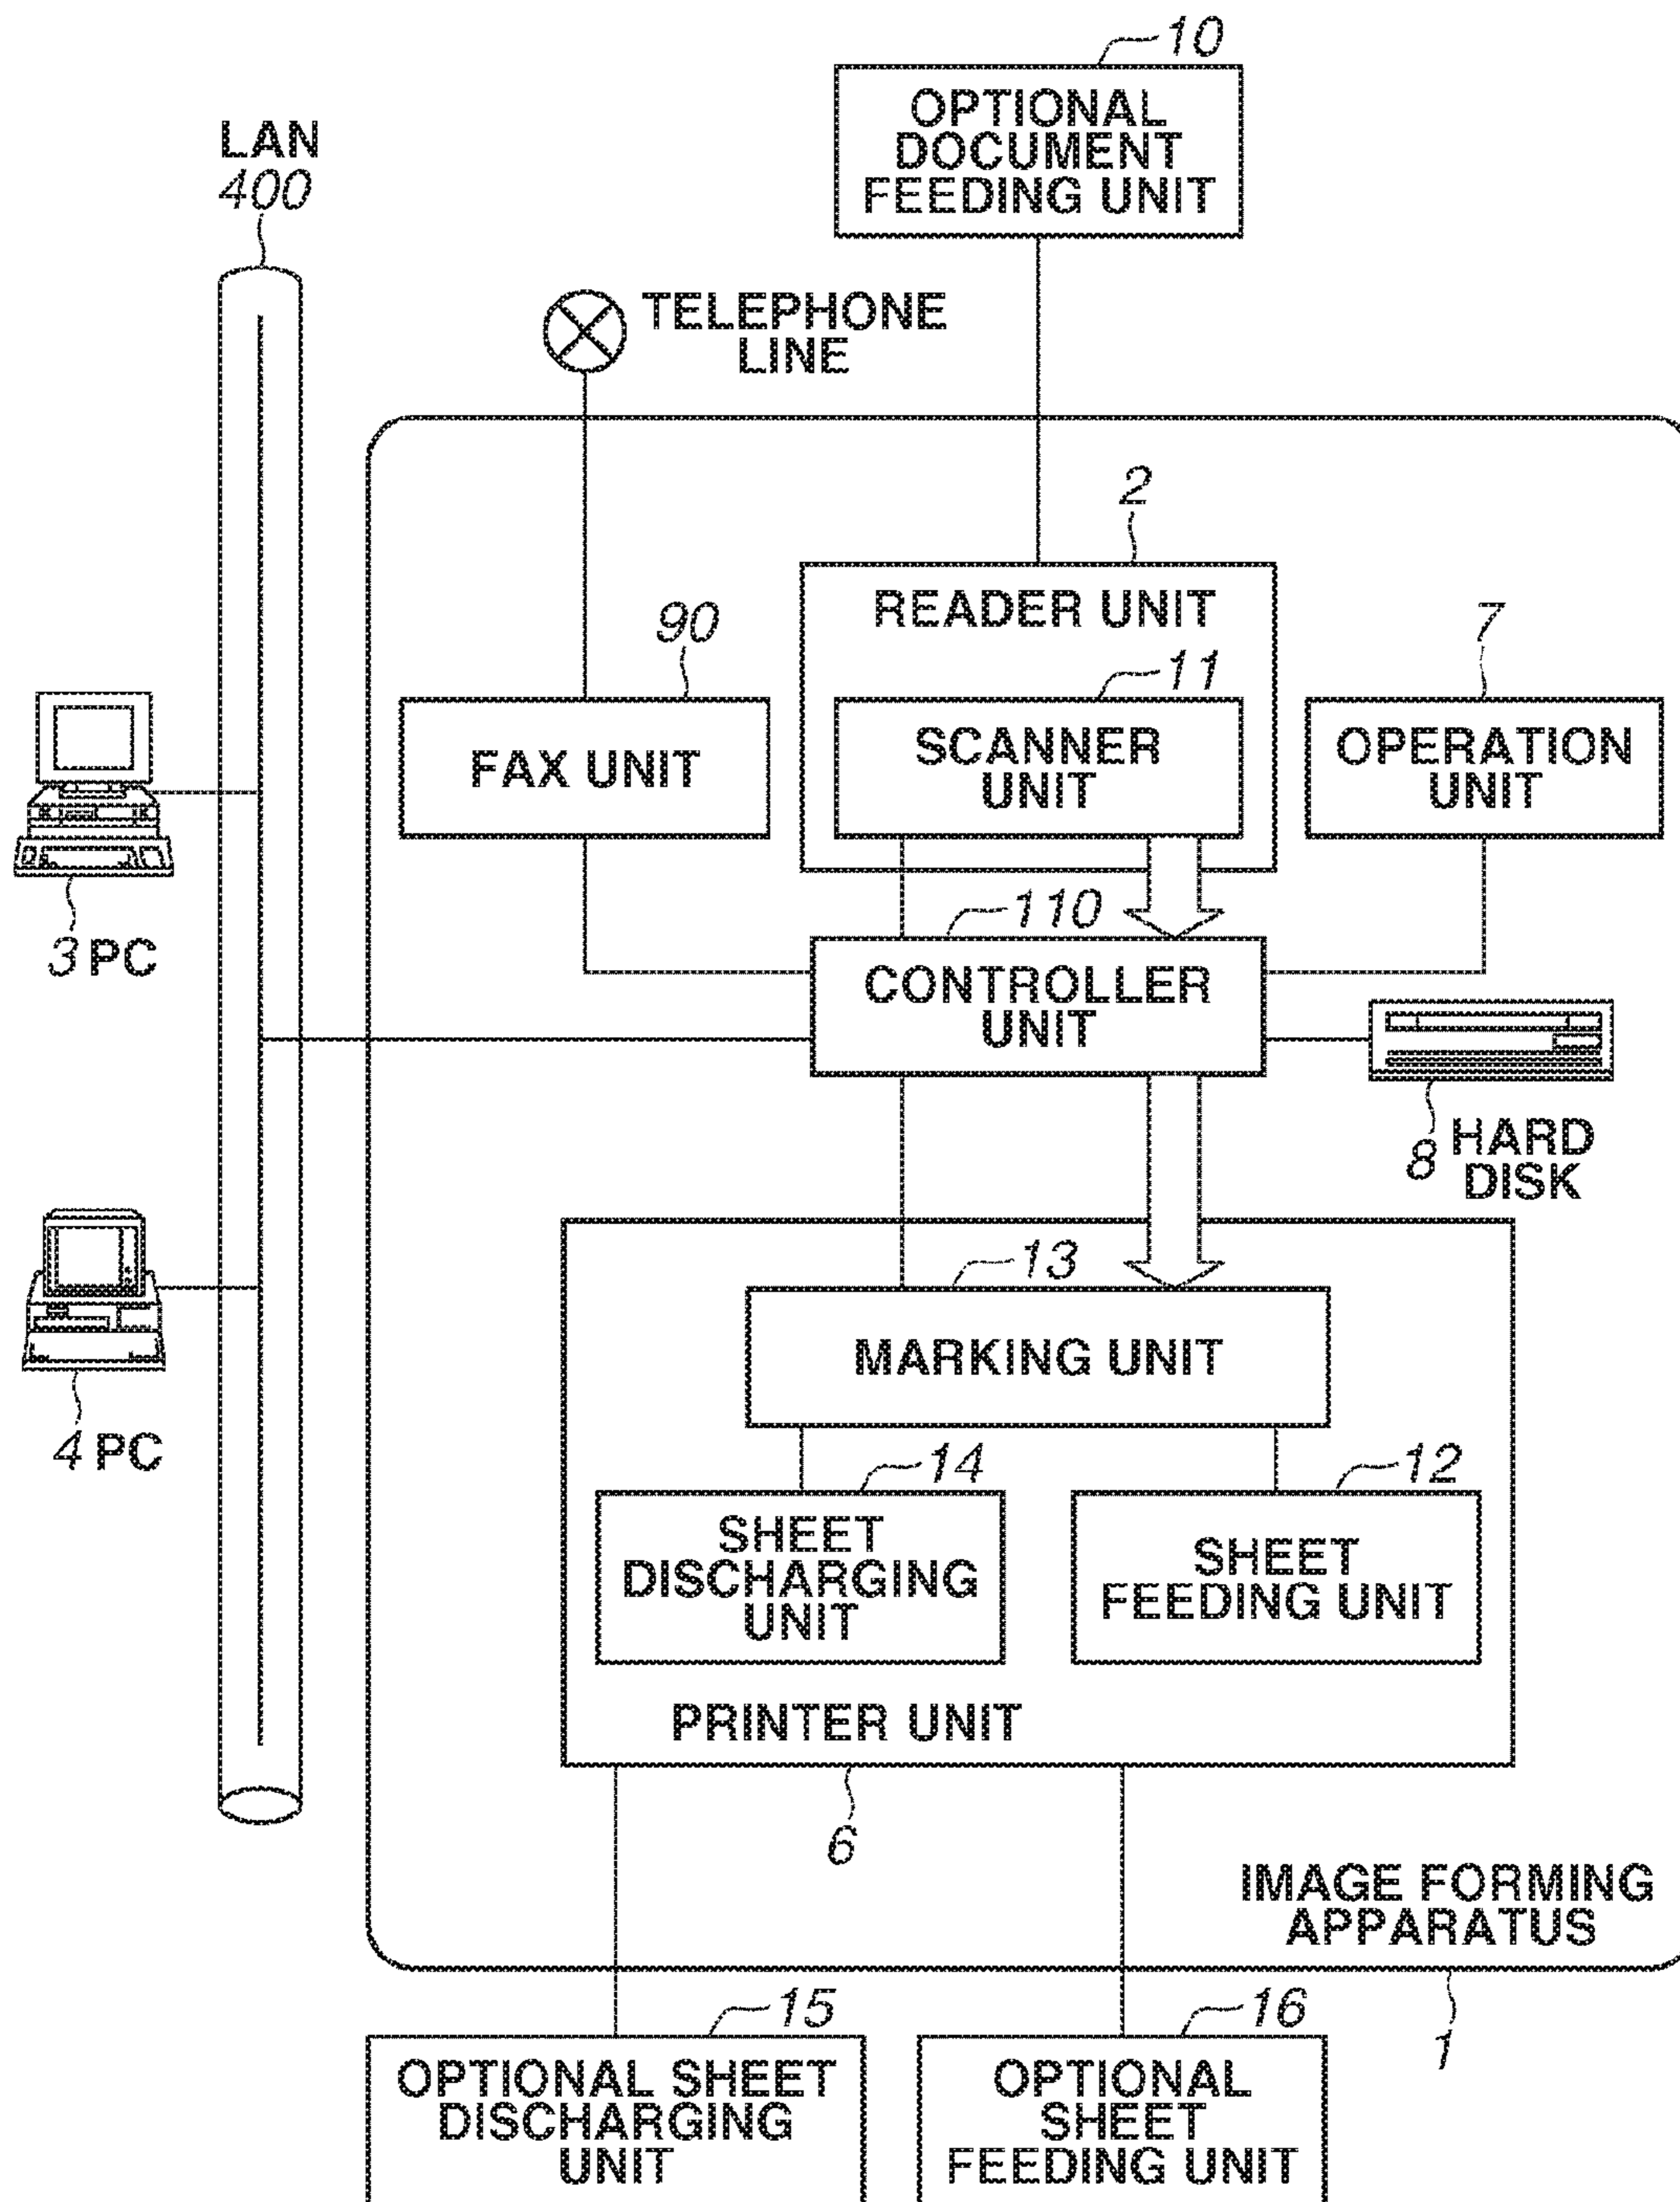 10
OPTIONAL
DOCUMENT
FEEDING UNIT
LAN
400
TELEPHONE
LINE
2
READER UNIT
90
FAX UNIT
11
SCANNER
UNIT
7
OPERATION
UNIT
3 PC
110
CONTROLLER
UNIT
8 HARD
DISK
4 PC
13
MARKING UNIT
14
SHEET
DISCHARGING
UNIT
12
SHEET
FEEDING UNIT
PRINTER UNIT
6
IMAGE FORMING
APPARATUS
1
15
OPTIONAL SHEET
DISCHARGING
UNIT
16
OPTIONAL
SHEET
FEEDING UNIT